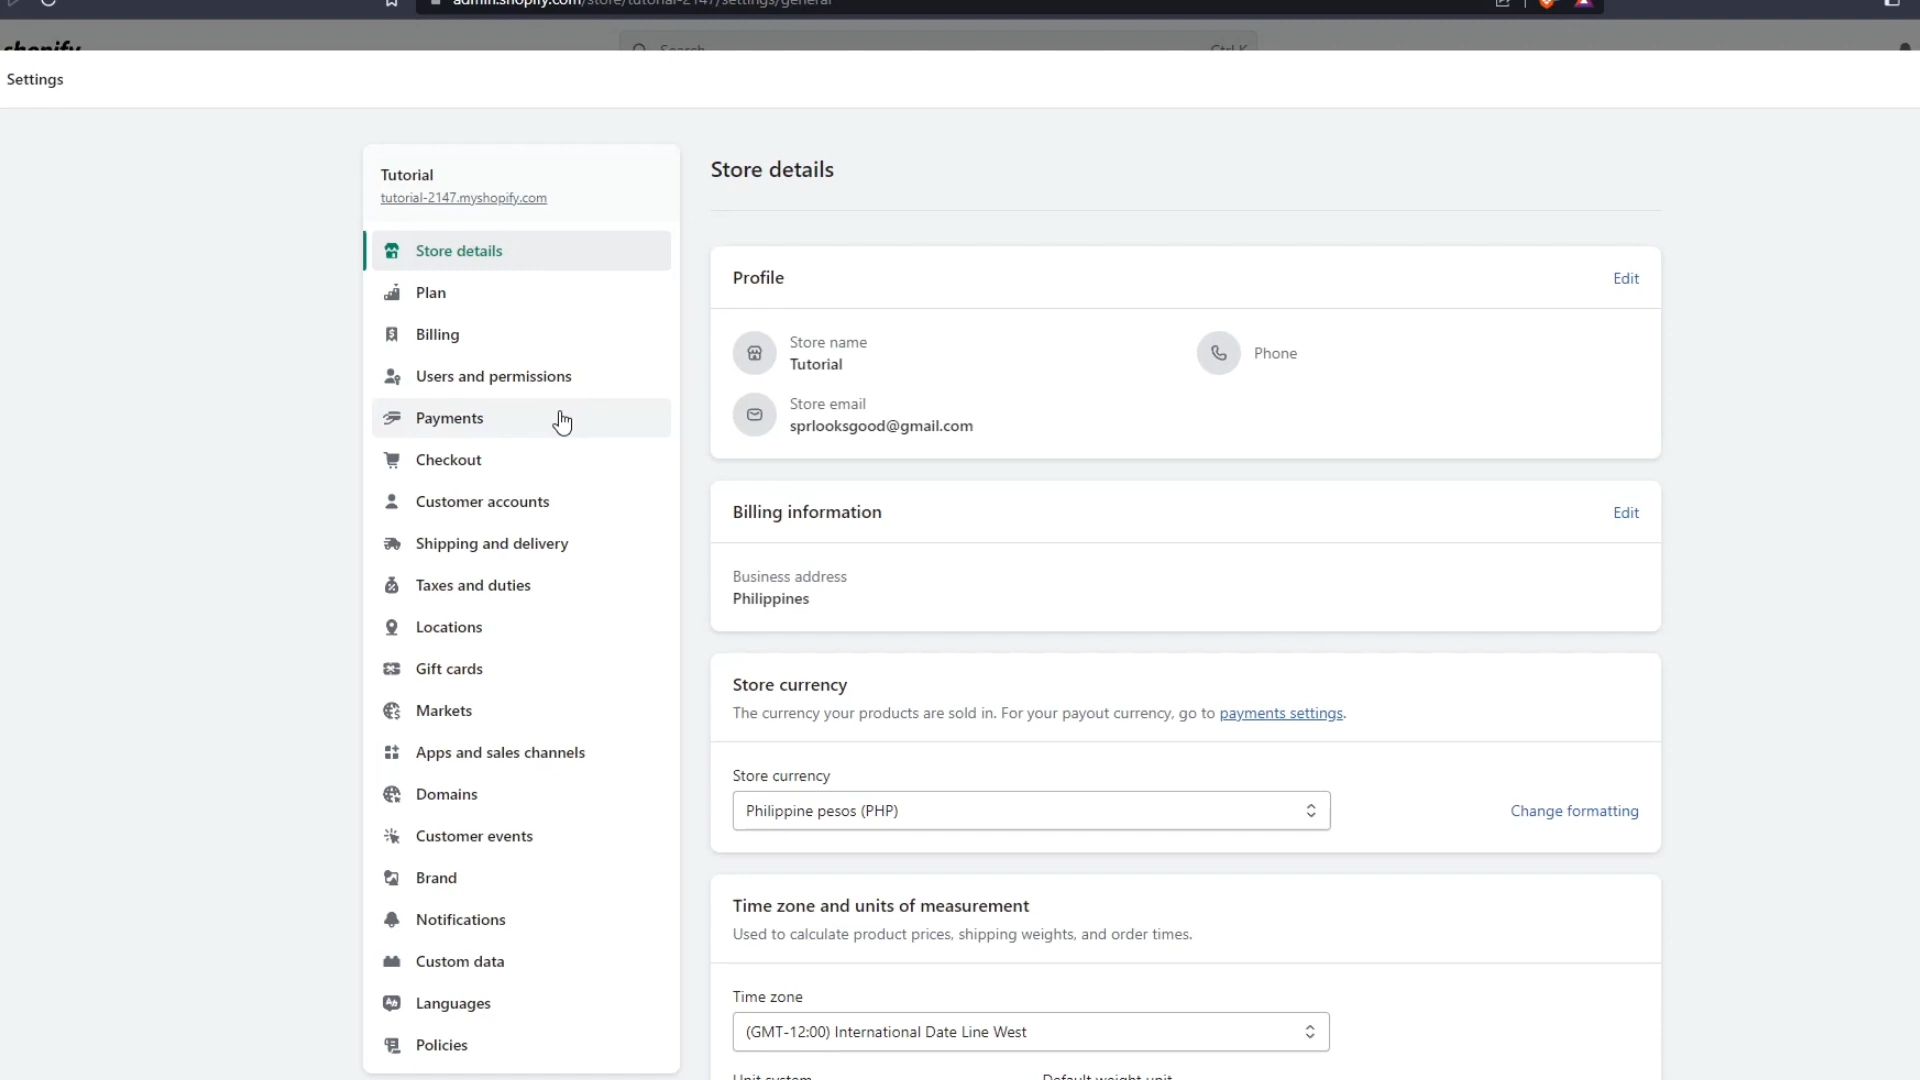 admin.shopify.com/store/tutorial-2147/settings/general
shopify
Search
Ctrl K
Settings
Tutorial
tutorial-2147.myshopify.com
Store details
Plan
Billing
Users and permissions
Payments
Checkout
Customer accounts
Shipping and delivery
Taxes and duties
Locations
Gift cards
Markets
Apps and sales channels
Domains
Customer events
Brand
Notifications
Custom data
Languages
Policies
Store details
Profile
Edit
Store name
Tutorial
Phone
Store email
sprlooksgood@gmail.com
Billing information
Edit
Business address
Philippines
Store currency
The currency your products are sold in. For your payout currency, go to payments settings.
Store currency
Philippine pesos (PHP)
Change formatting
Time zone and units of measurement
Used to calculate product prices, shipping weights, and order times.
Time zone
(GMT-12:00) International Date Line West
Unit system
Default weight unit